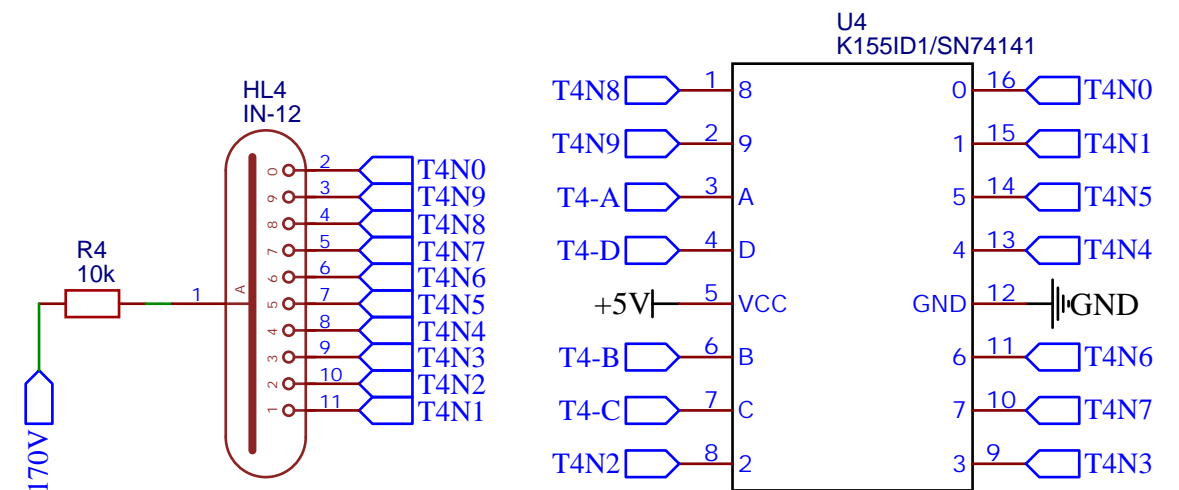 HL4
IN-12
R4
10k
170V
1
A
0 2 T4N0
9 3 T4N9
8 4 T4N8
7 5 T4N7
6 6 T4N6
5 7 T4N5
4 8 T4N4
3 9 T4N3
2 10 T4N2
1 11 T4N1
U4
K155ID1/SN74141
T4N8 1 8 0 16 T4N0
T4N9 2 9 1 15 T4N1
T4-A 3 A 5 14 T4N5
T4-D 4 D 4 13 T4N4
+5V 5 VCC GND 12 GND
T4-B 6 B 6 11 T4N6
T4-C 7 C 7 10 T4N7
T4N2 8 2 3 9 T4N3